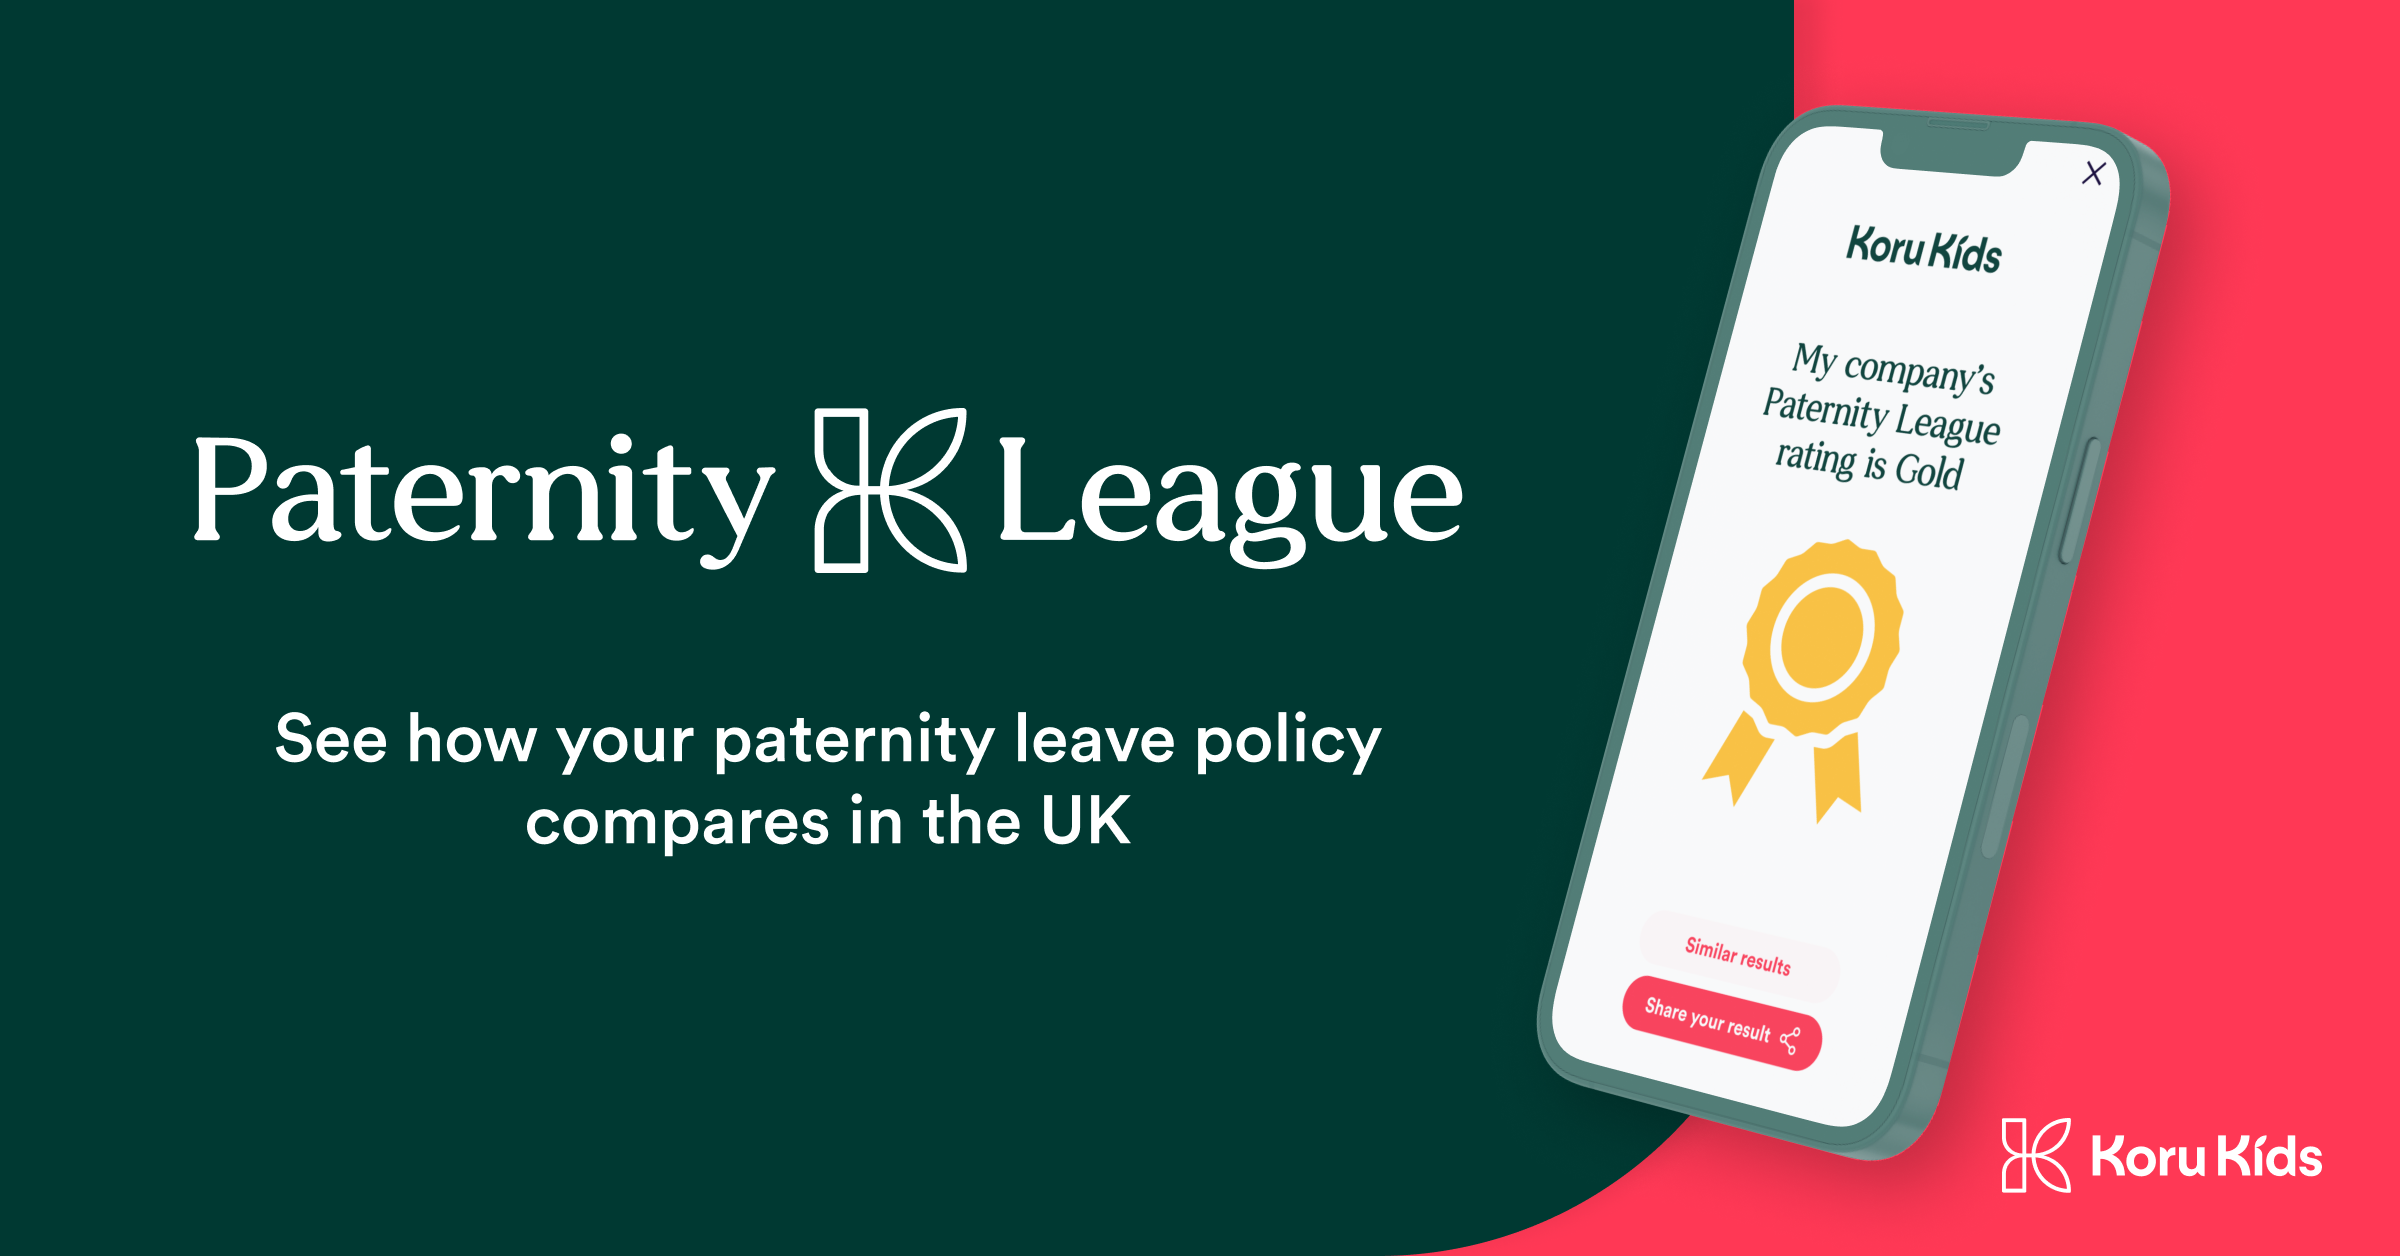 Paternity League
See how your paternity leave policy
compares in the UK
Koru Kids
My company’s
Paternity League
rating is Gold
Similar results
Share your result
Koru Kids